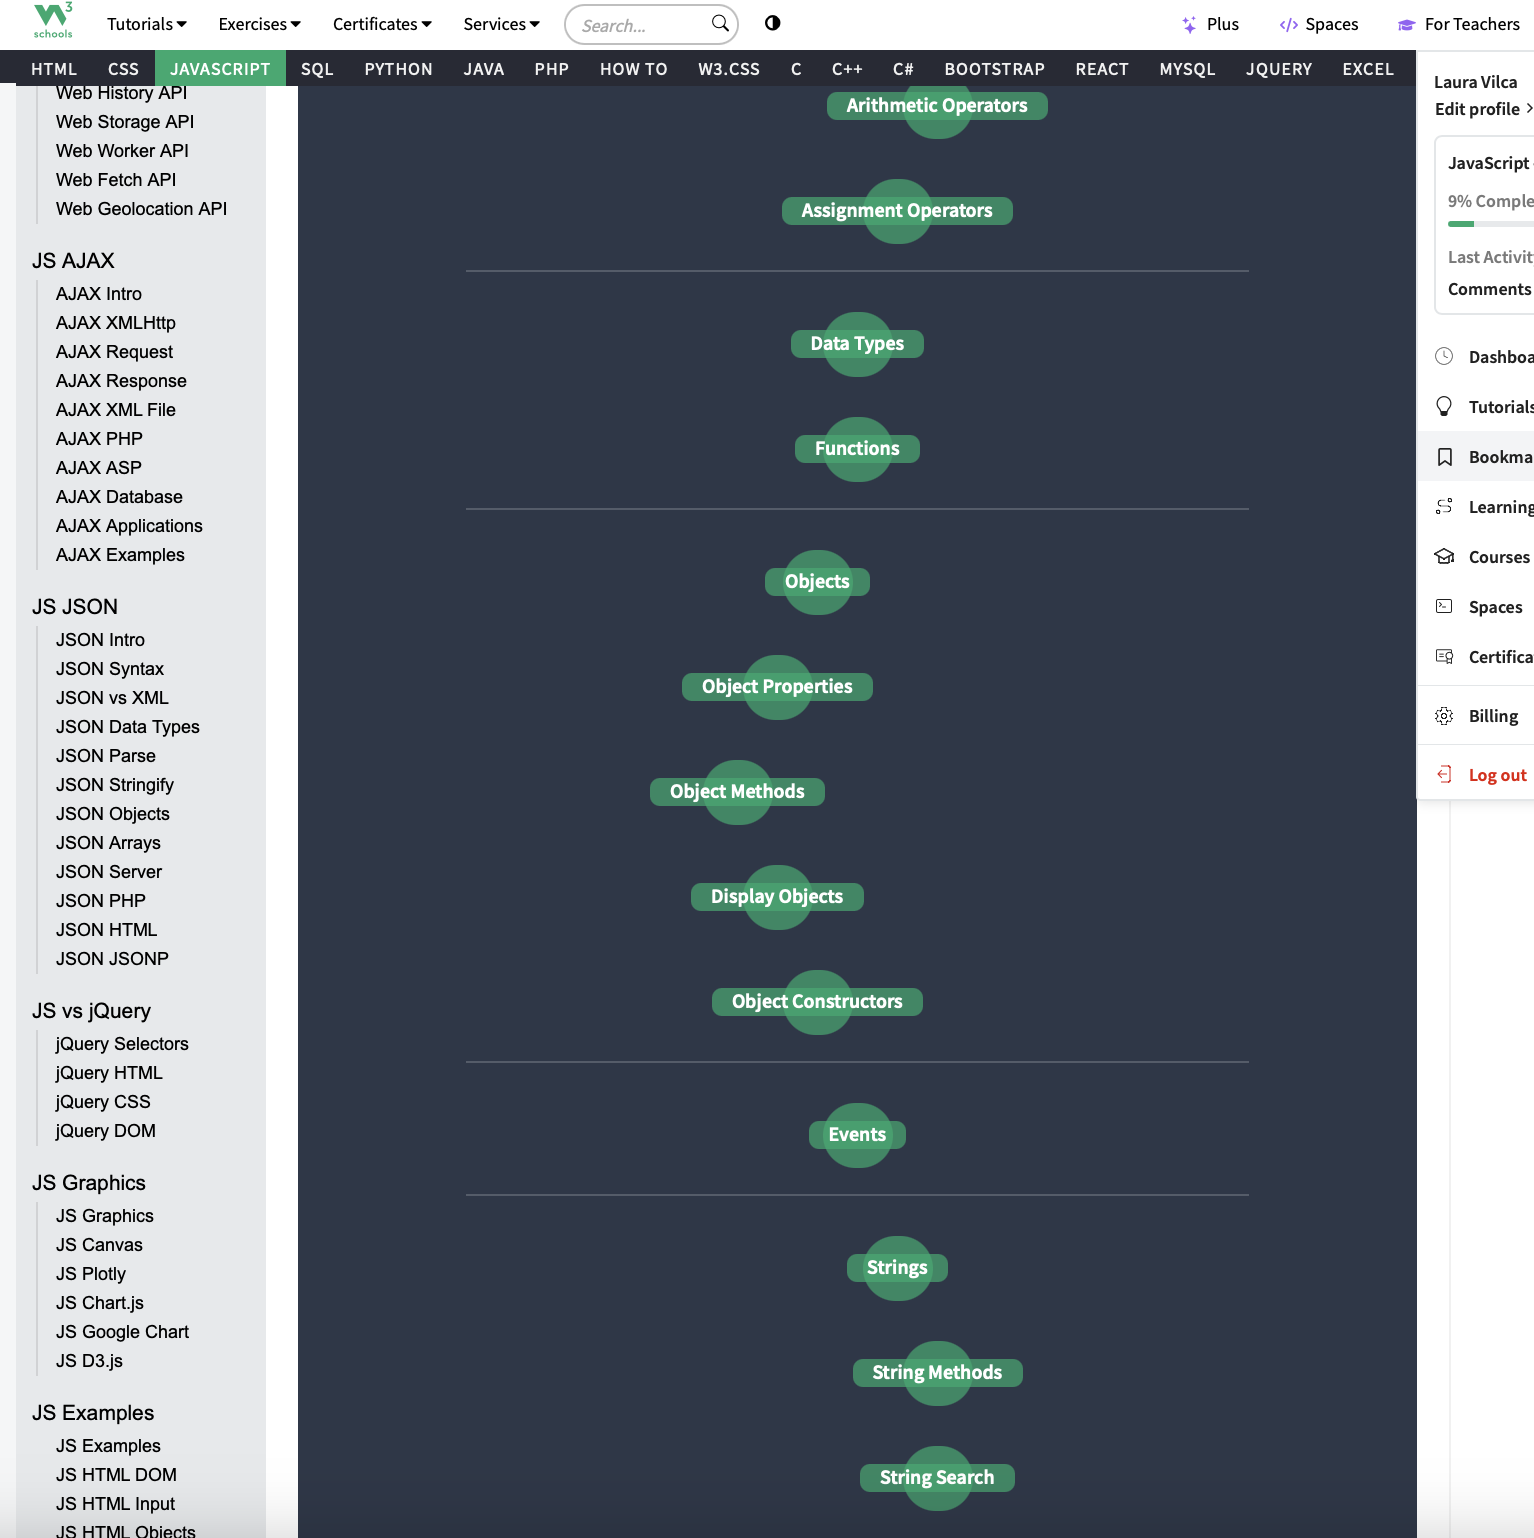 W3
schools
Tutorials
Exercises
Certificates
Services
Search...
Plus
Spaces
For Teachers
HTML CSS JAVASCRIPT SQL PYTHON JAVA PHP HOW TO W3.CSS C C++ C# BOOTSTRAP REACT MYSQL JQUERY EXCEL
Web History API
Web Storage API
Web Worker API
Web Fetch API
Web Geolocation API
JS AJAX
AJAX Intro
AJAX XMLHttp
AJAX Request
AJAX Response
AJAX XML File
AJAX PHP
AJAX ASP
AJAX Database
AJAX Applications
AJAX Examples
JS JSON
JSON Intro
JSON Syntax
JSON vs XML
JSON Data Types
JSON Parse
JSON Stringify
JSON Objects
JSON Arrays
JSON Server
JSON PHP
JSON HTML
JSON JSONP
JS vs jQuery
jQuery Selectors
jQuery HTML
jQuery CSS
jQuery DOM
JS Graphics
JS Graphics
JS Canvas
JS Plotly
JS Chart.js
JS Google Chart
JS D3.js
JS Examples
JS Examples
JS HTML DOM
JS HTML Input
JS HTML Objects
Arithmetic Operators
Assignment Operators
Data Types
Functions
Objects
Object Properties
Object Methods
Display Objects
Object Constructors
Events
Strings
String Methods
String Search
Laura Vilca
Edit profile >
JavaScript
9% Comple
Last Activit
Comments
Dashboa
Tutorials
Bookma
Learning
Courses
Spaces
Certifica
Billing
Log out